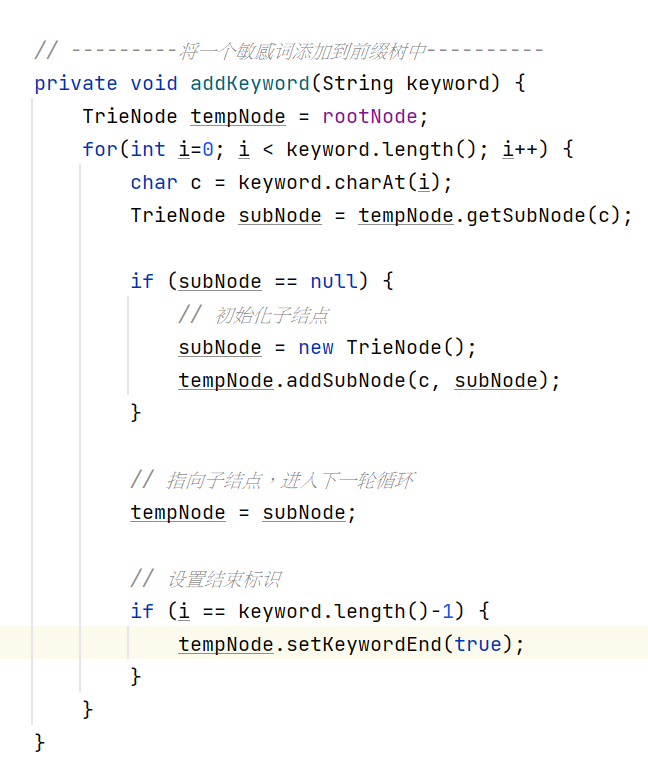 // ---------将一个敏感词添加到前缀树中----------
private void addKeyword(String keyword) {
TrieNode tempNode = rootNode;
for(int i=0; i < keyword.length(); i++) {
char c = keyword.charAt(i);
TrieNode subNode = tempNode.getSubNode(c);
if (subNode == null) {
// 初始化子结点
subNode = new TrieNode();
tempNode.addSubNode(c, subNode);
}
// 指向子结点，进入下一轮循环
tempNode = subNode;
// 设置结束标识
if (i == keyword.length()-1) {
tempNode.setKeywordEnd(true);
}
}
}